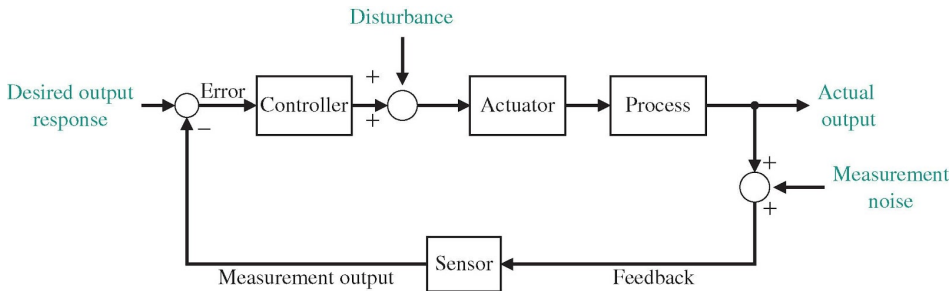 Disturbance
Desired output
response
Error
Controller
+
+
Actuator
Process
Actual
output
−
+
+
Measurement
noise
Sensor
Measurement output
Feedback